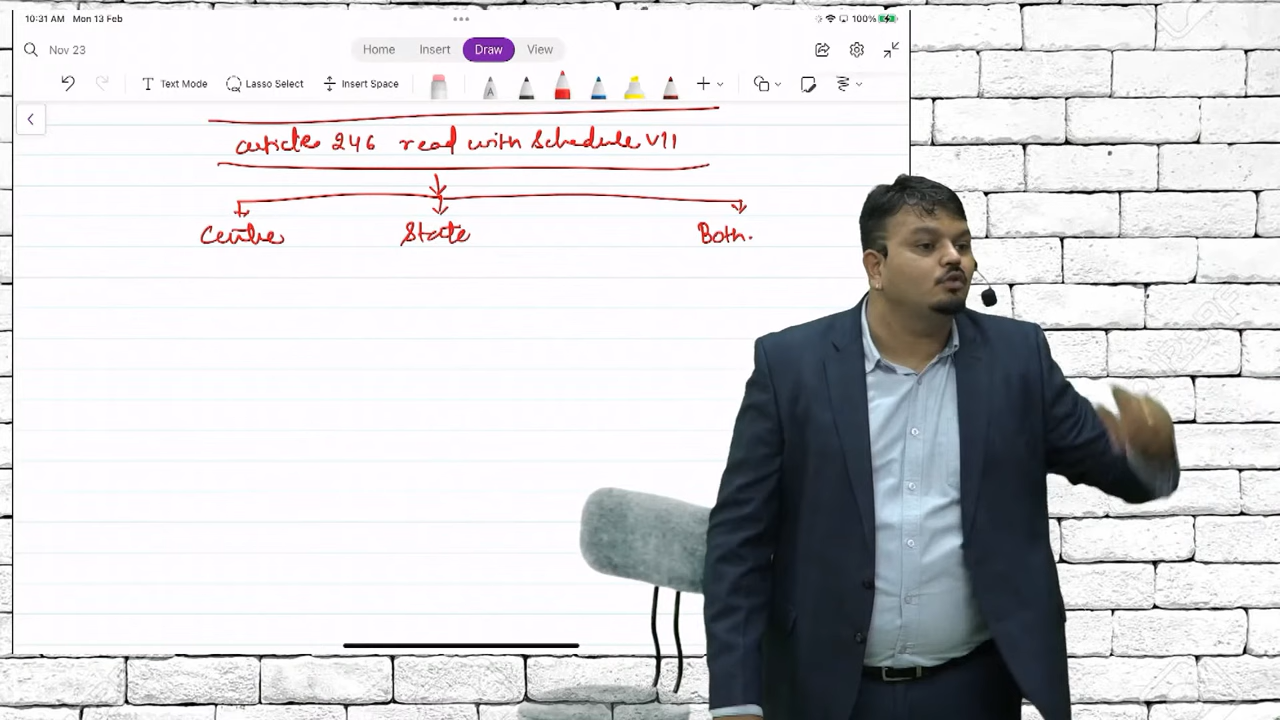 10:31 AM Mon 13 Feb
100%
Nov 23
Home Insert Draw View
Text Mode Lasso Select Insert Space
article 246 read with Schedule VII
Centre State Both.